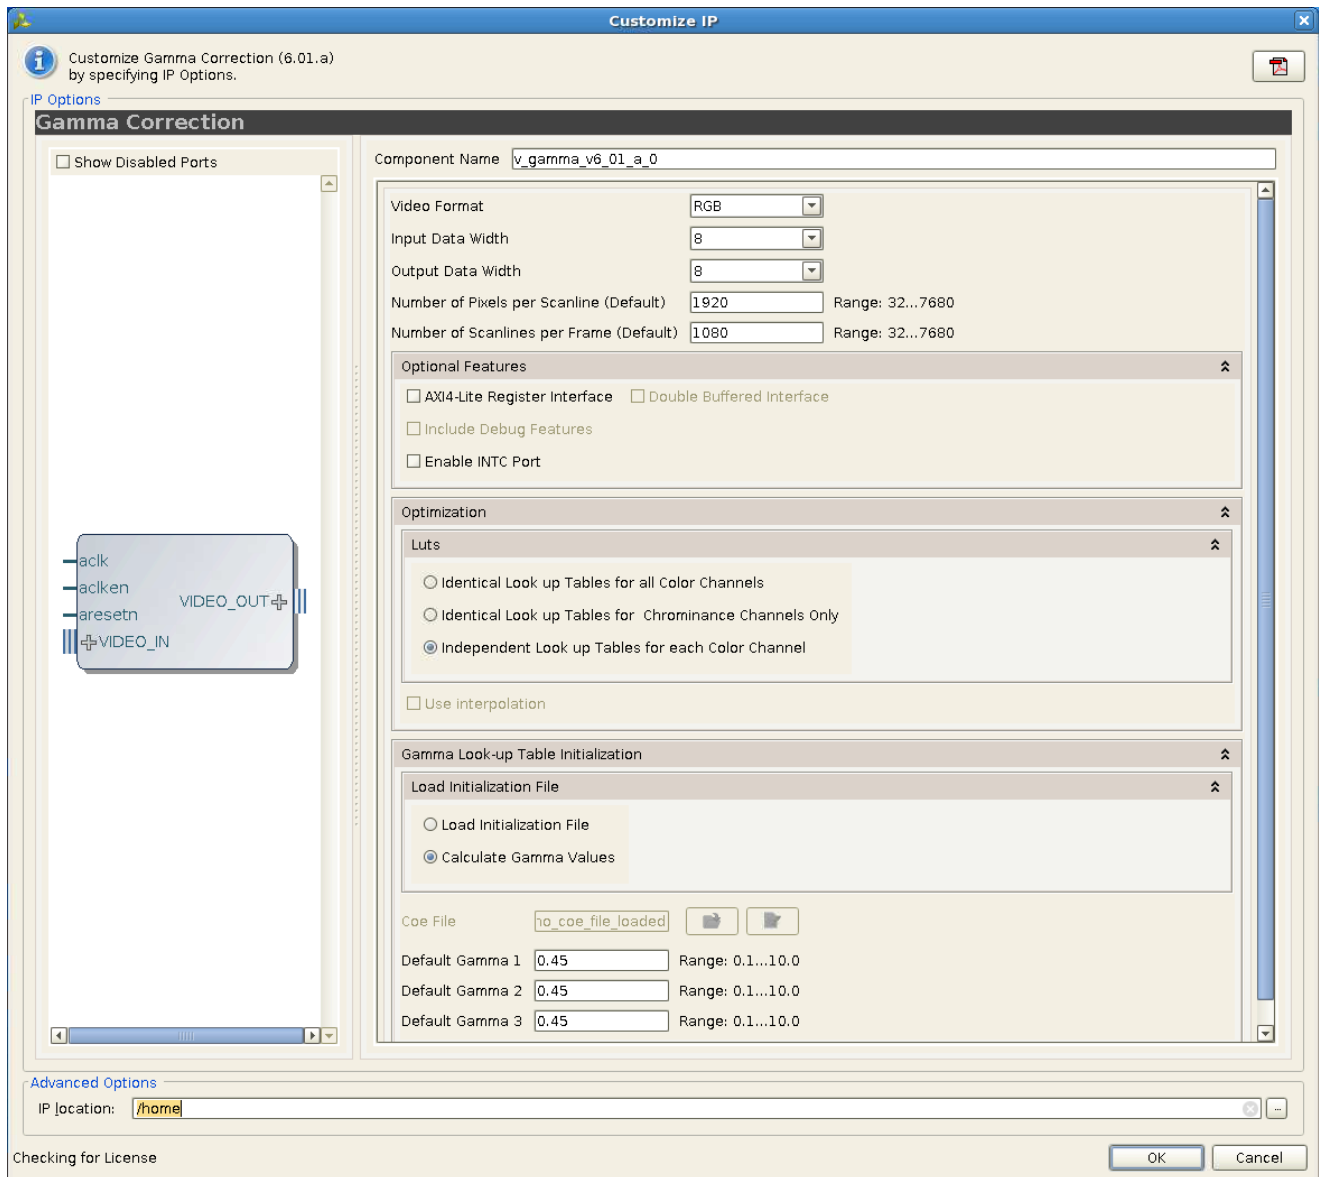 Customize IP
Customize Gamma Correction (6.01.a)
by specifying IP Options.
IP Options
Gamma Correction
Show Disabled Ports
aclk
aclken
aresetn
VIDEO_IN
VIDEO_OUT
Component Name v_gamma_v6_01_a_0
Video Format RGB
Input Data Width 8
Output Data Width 8
Number of Pixels per Scanline (Default) 1920 Range: 32...7680
Number of Scanlines per Frame (Default) 1080 Range: 32...7680
Optional Features
AXI4-Lite Register Interface Double Buffered Interface
Include Debug Features
Enable INTC Port
Optimization
Luts
Identical Look up Tables for all Color Channels
Identical Look up Tables for Chrominance Channels Only
Independent Look up Tables for each Color Channel
Use interpolation
Gamma Look-up Table Initialization
Load Initialization File
Load Initialization File
Calculate Gamma Values
Coe File no_coe_file_loaded
Default Gamma 1 0.45 Range: 0.1...10.0
Default Gamma 2 0.45 Range: 0.1...10.0
Default Gamma 3 0.45 Range: 0.1...10.0
Advanced Options
IP location: /home ...
Checking for License
OK Cancel